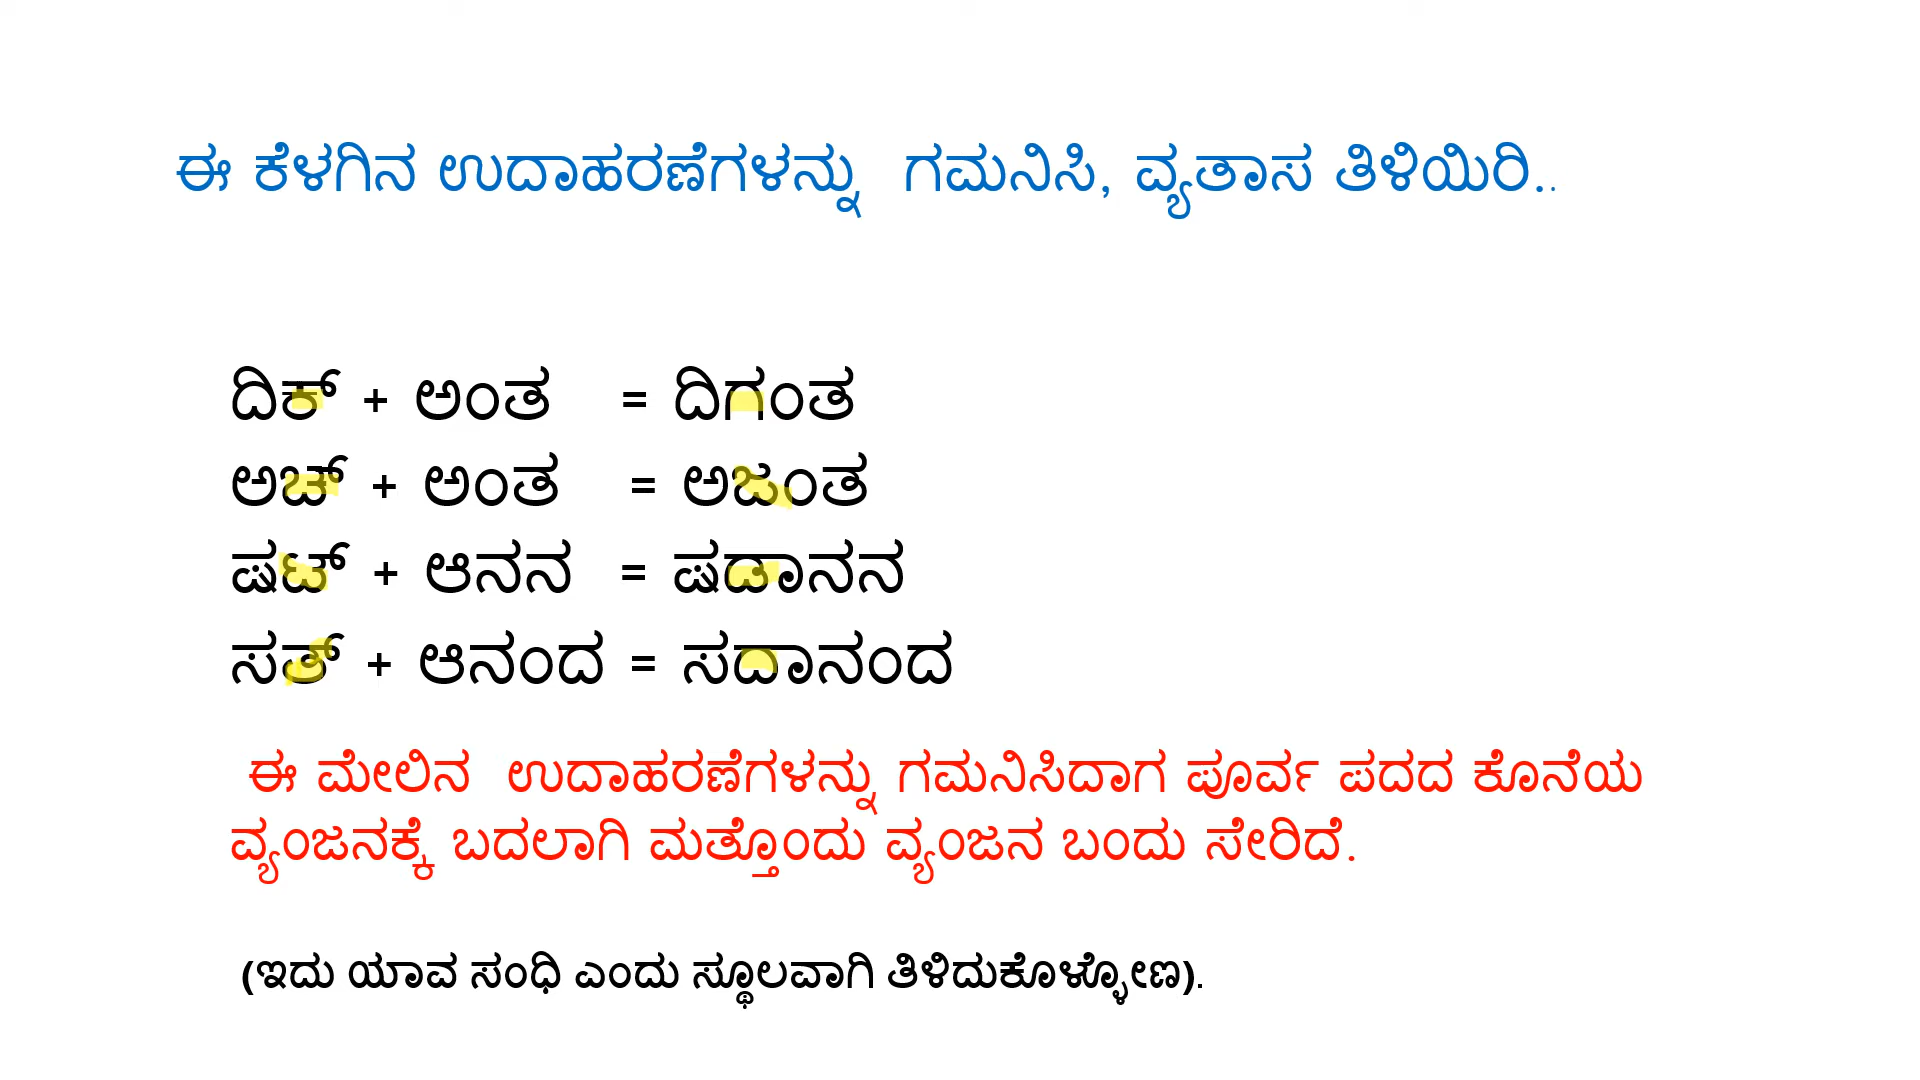 ಈ ಕೆಳಗಿನ ಉದಾಹರಣೆಗಳನ್ನು ಗಮನಿಸಿ, ವ್ಯತಾಸ ತಿಳಿಯಿರಿ..
ದಿಕ್ + ಅಂತ = ದಿಗಂತ
ಅಚ್ + ಅಂತ = ಅಜಂತ
ಷಟ್ + ಆನನ = ಷದಾನನ
ಸತ್ + ಆನಂದ = ಸದಾನಂದ
ಈ ಮೇಲಿನ ಉದಾಹರಣೆಗಳನ್ನು ಗಮನಿಸಿದಾಗ ಪೂರ್ವ ಪದದ ಕೊನೆಯ
ವ್ಯಂಜನಕ್ಕೆ ಬದಲಾಗಿ ಮತ್ತೊಂದು ವ್ಯಂಜನ ಬಂದು ಸೇರಿದೆ.
(ಇದು ಯಾವ ಸಂಧಿ ಎಂದು ಸ್ಥೂಲವಾಗಿ ತಿಳಿದುಕೊಳ್ಳೋಣ).